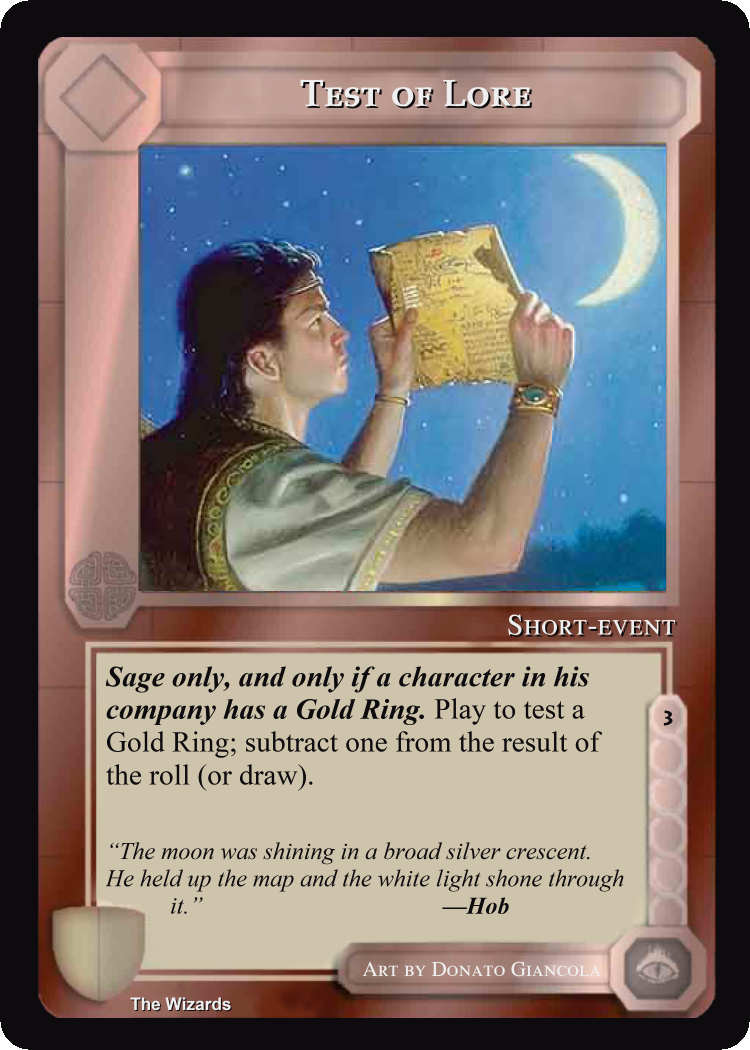 Test of Lore
Short-event
Sage only, and only if a character in his
company has a Gold Ring. Play to test a
Gold Ring; subtract one from the result of
the roll (or draw).
3
“The moon was shining in a broad silver crescent.
He held up the map and the white light shone through
it.” —Hob
Art by Donato Giancola
The Wizards